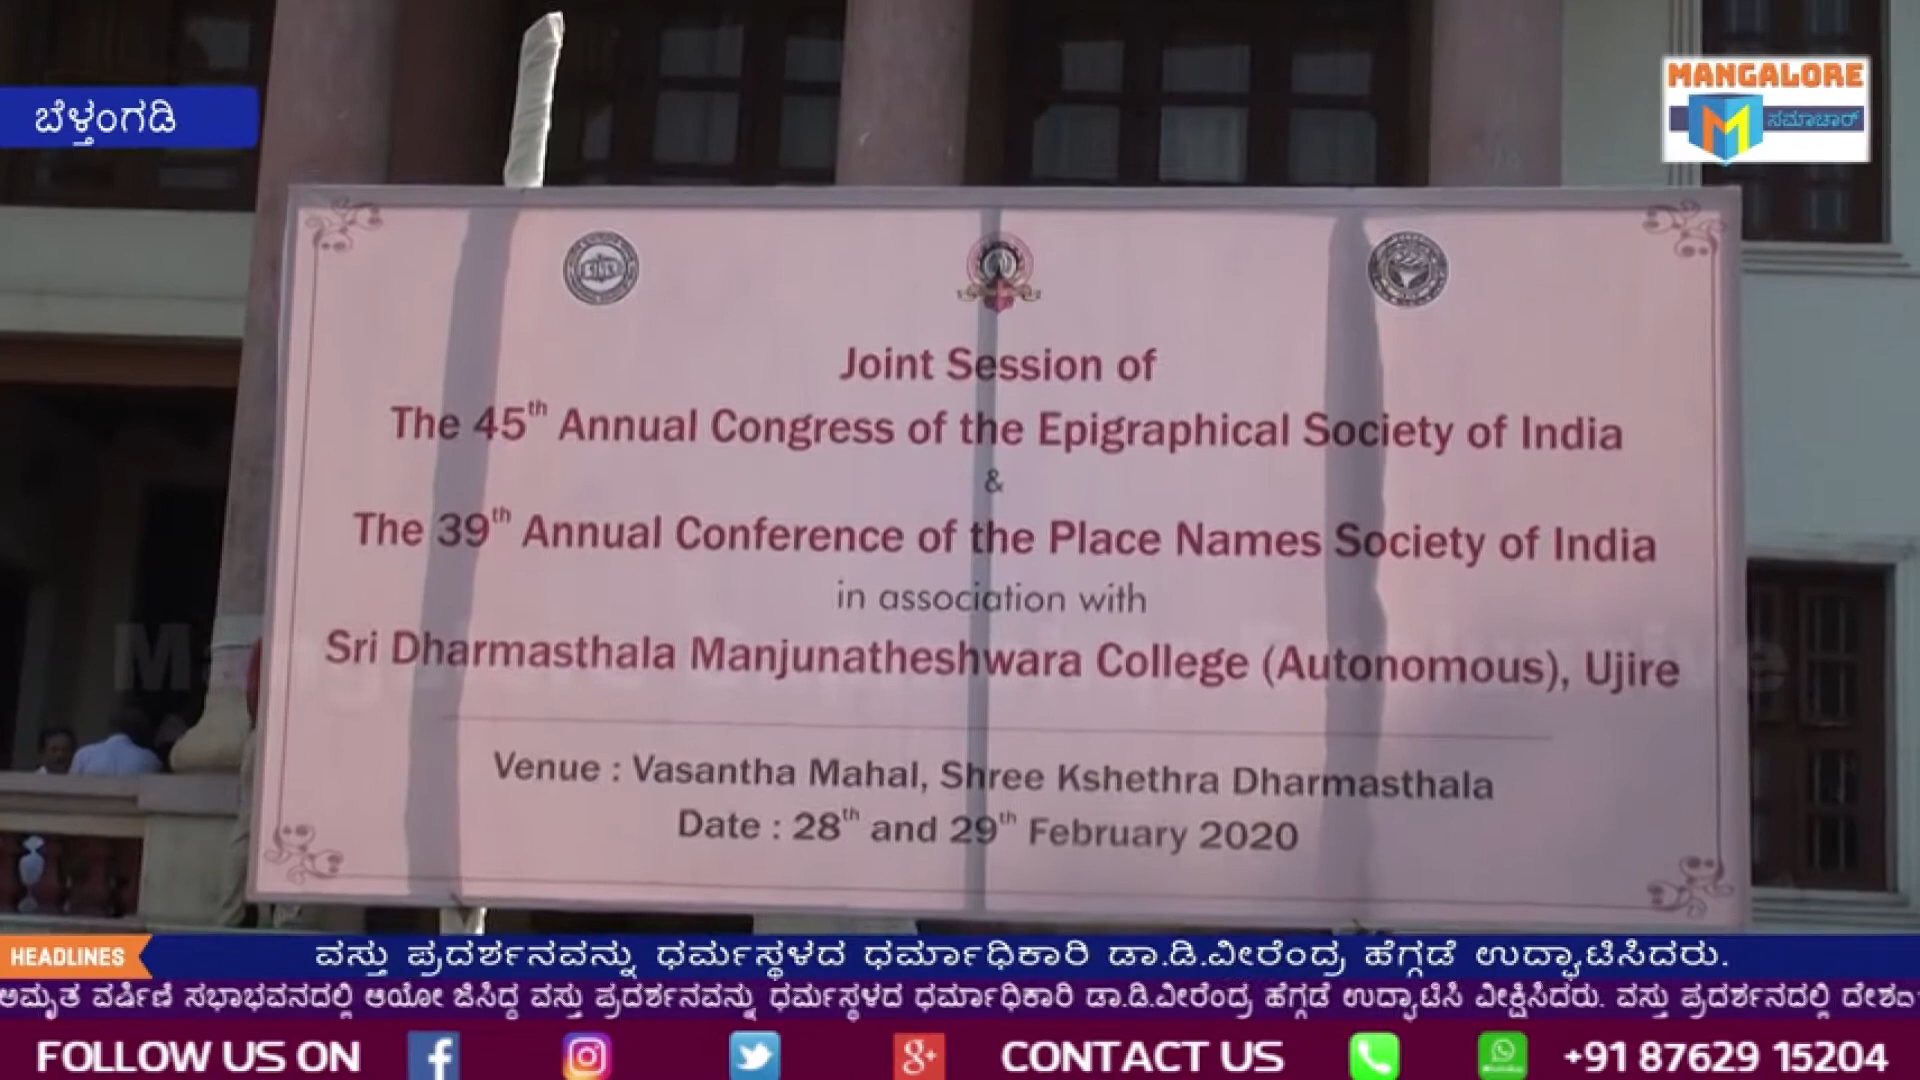 ಬೆಳ್ತಂಗಡಿ
MANGALORE
M ಸಮಾಚಾರ್
Joint Session of
The 45th Annual Congress of the Epigraphical Society of India
&
The 39th Annual Conference of the Place Names Society of India
in association with
Sri Dharmasthala Manjunatheshwara College (Autonomous), Ujire
Venue : Vasantha Mahal, Shree Kshethra Dharmasthala
Date : 28th and 29th February 2020
HEADLINES ವಸ್ತು ಪ್ರದರ್ಶನವನ್ನು ಧರ್ಮಸ್ಥಳದ ಧರ್ಮಾಧಿಕಾರಿ ಡಾ.ಡಿ.ವೀರೇಂದ್ರ ಹೆಗ್ಗಡೆ ಉದ್ಘಾಟಿಸಿದರು.
ಅಮೃತ ವರ್ಷಿಣಿ ಸಭಾಭವನದಲ್ಲಿ ಆಯೋ ಜಿಸಿದ್ದ ವಸ್ತು ಪ್ರದರ್ಶನವನ್ನು ಧರ್ಮಸ್ಥಳದ ಧರ್ಮಾಧಿಕಾರಿ ಡಾ.ಡಿ.ವೀರೇಂದ್ರ ಹೆಗ್ಗಡೆ ಉದ್ಘಾಟಿಸಿ ವೀಕ್ಷಿಸಿದರು. ವಸ್ತು ಪ್ರದರ್ಶನದಲ್ಲಿ
FOLLOW US ON CONTACT US +91 87629 15204